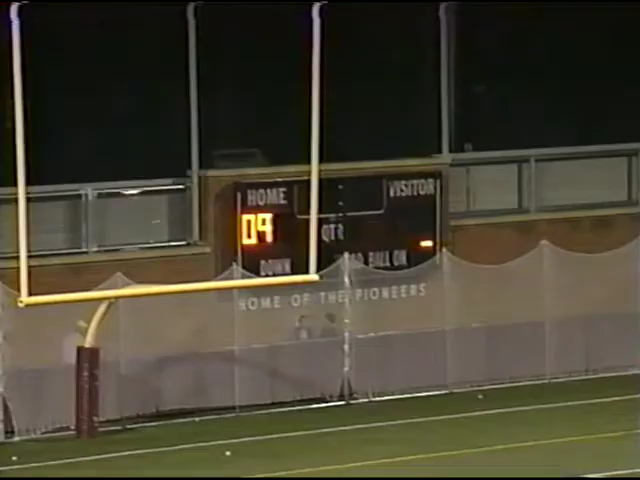 HOME VISITOR
09
QTR
DOWN BALL ON
HOME OF THE PIONEERS